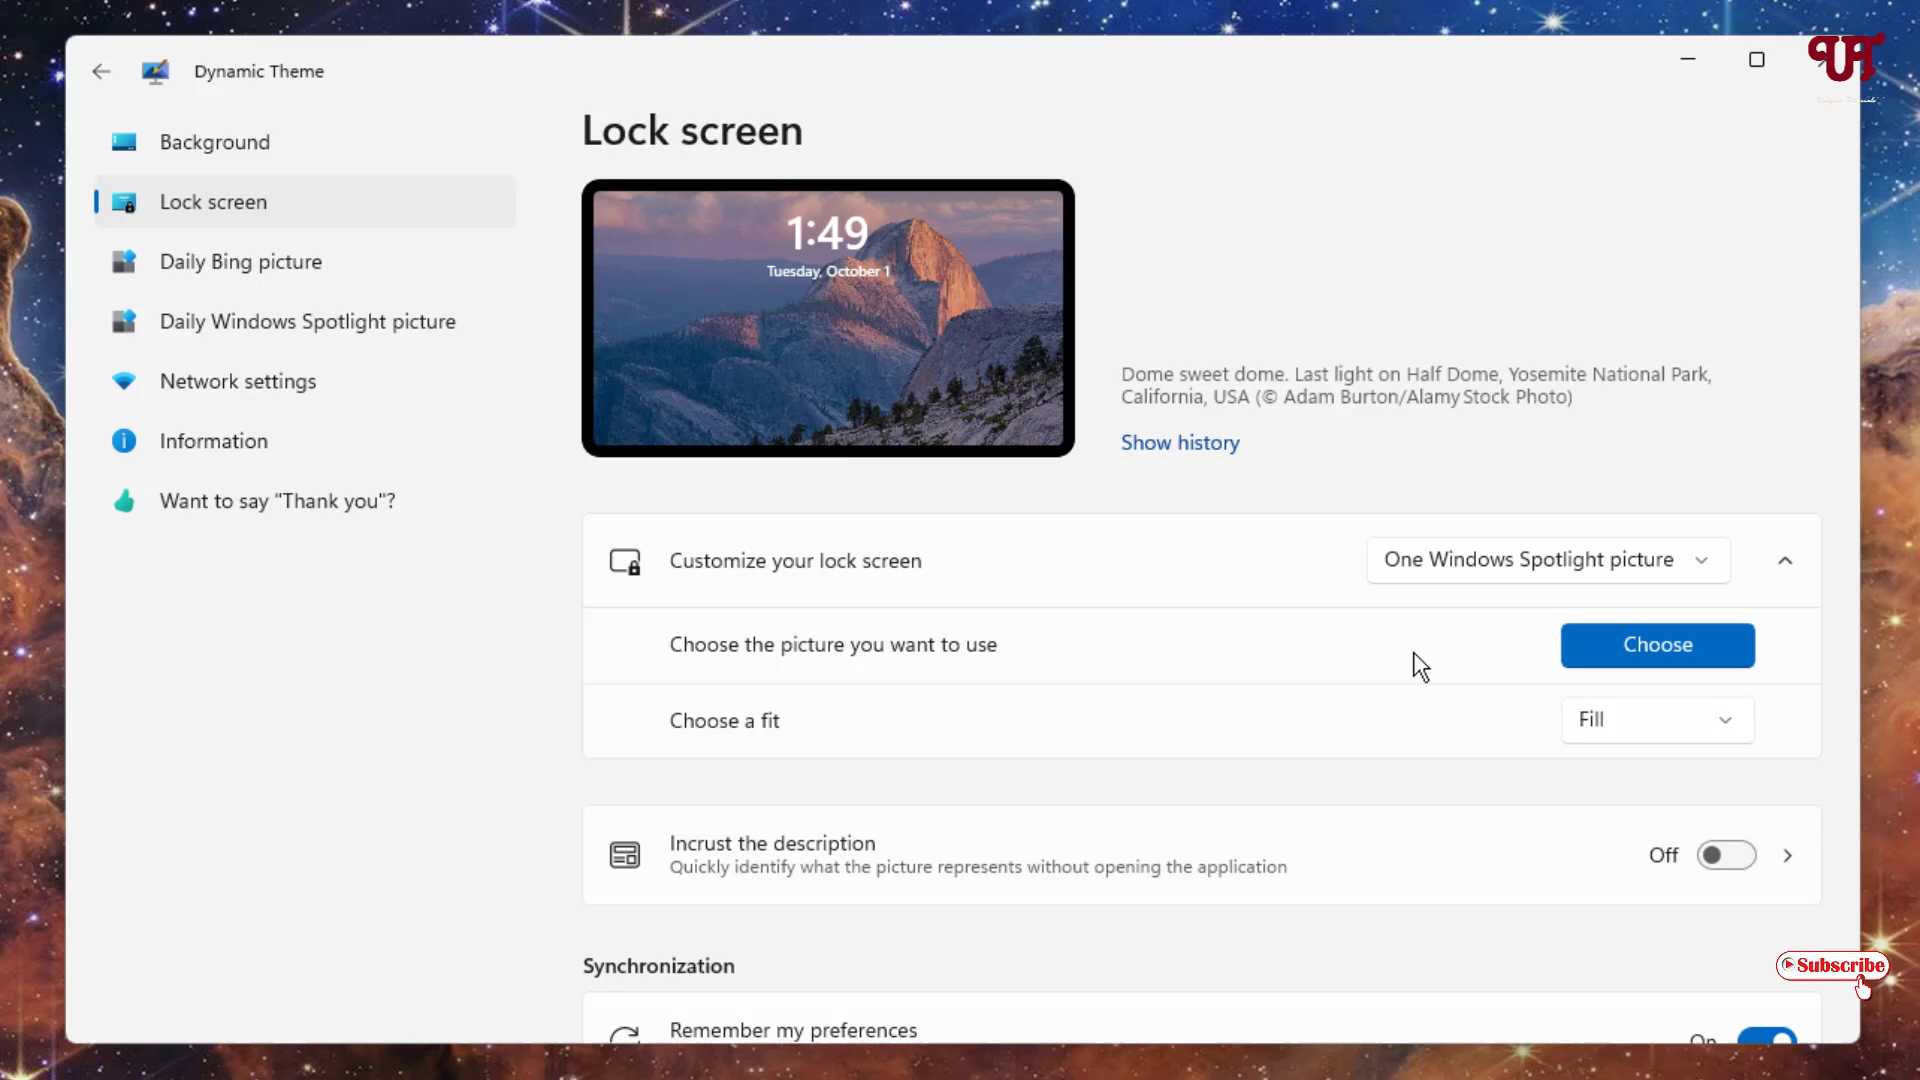 Dynamic Theme
UT
Background
Lock screen
Daily Bing picture
Daily Windows Spotlight picture
Network settings
Information
Want to say "Thank you"?
Lock screen
1:49
Tuesday, October 1
Dome sweet dome. Last light on Half Dome, Yosemite National Park,
California, USA (© Adam Burton/Alamy Stock Photo)
Show history
Customize your lock screen
One Windows Spotlight picture
Choose the picture you want to use
Choose
Choose a fit
Fill
Incrust the description
Quickly identify what the picture represents without opening the application
Off
Synchronization
Remember my preferences
On
Subscribe